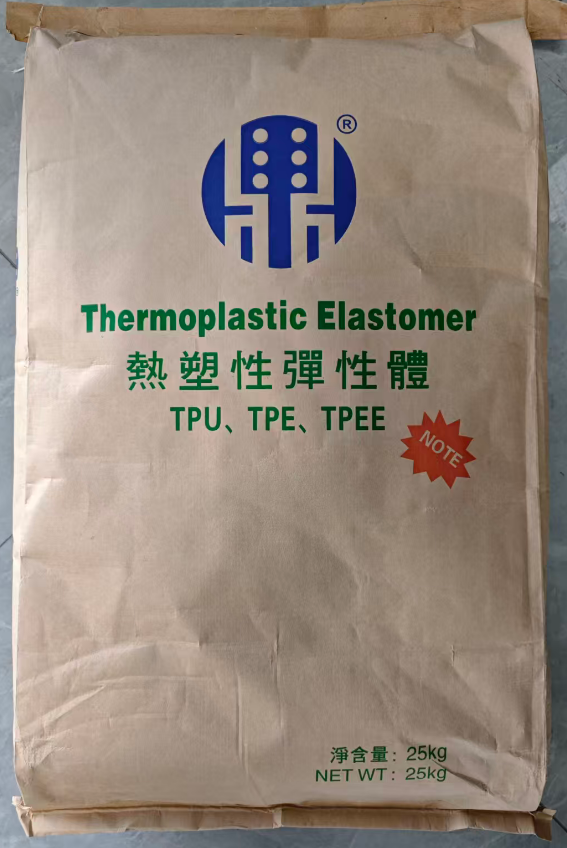 ®
Thermoplastic Elastomer
熱塑性彈性體
TPU、TPE、TPEE
NOTE
淨含量：25kg
NET WT：25kg